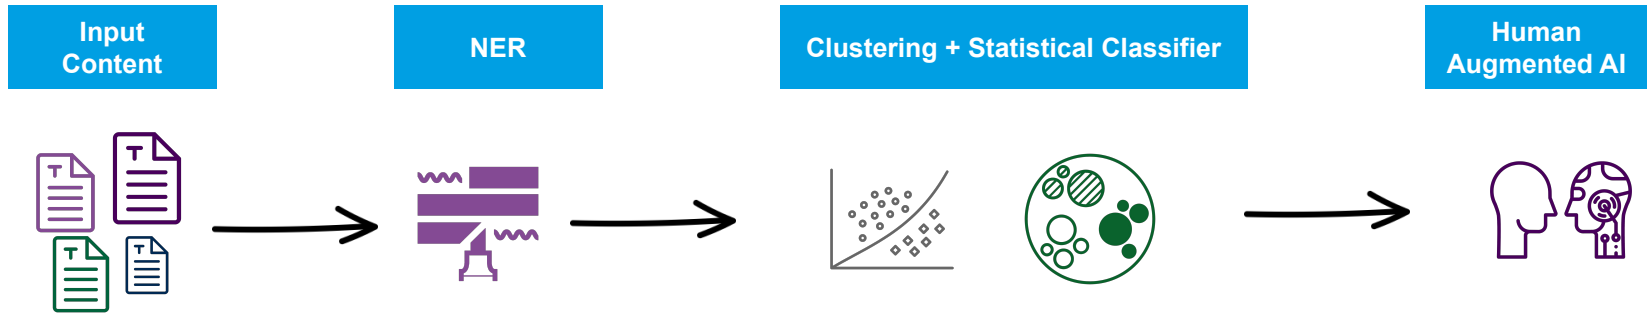 Input
Content
NER
Clustering + Statistical Classifier
Human
Augmented AI
T
T
T
T